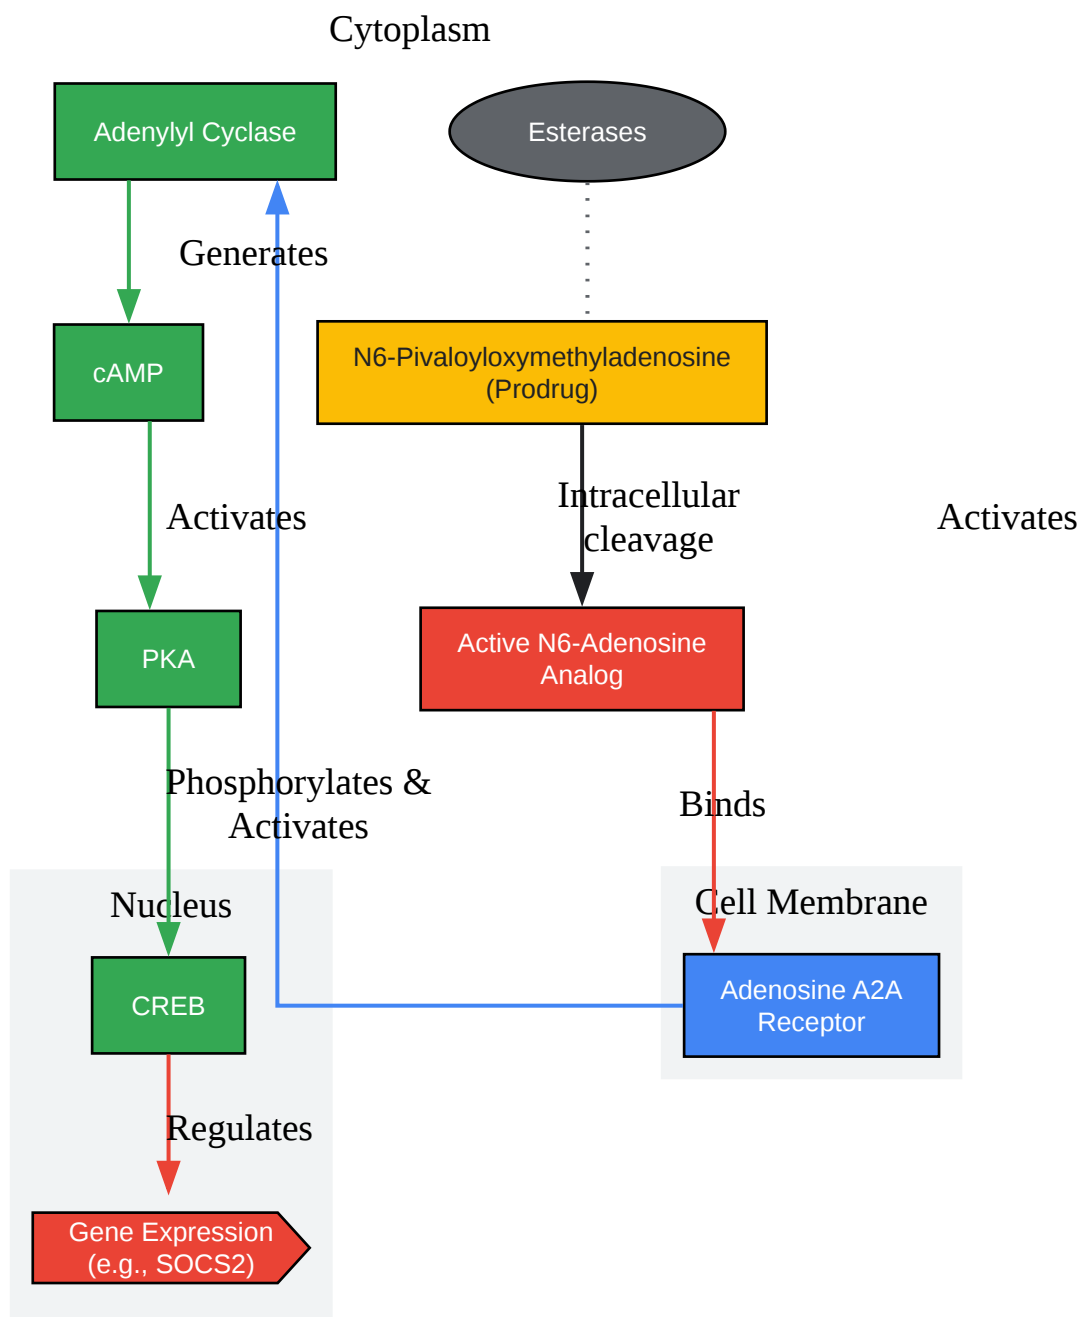 Cytoplasm
Adenylyl Cyclase
Esterases
Generates
cAMP
N6-Pivaloyloxymethyladenosine
(Prodrug)
Activates
Intracellular
cleavage
Activates
PKA
Active N6-Adenosine
Analog
Phosphorylates &
Activates
Binds
Nucleus
Cell Membrane
CREB
Adenosine A2A
Receptor
Regulates
Gene Expression
(e.g., SOCS2)